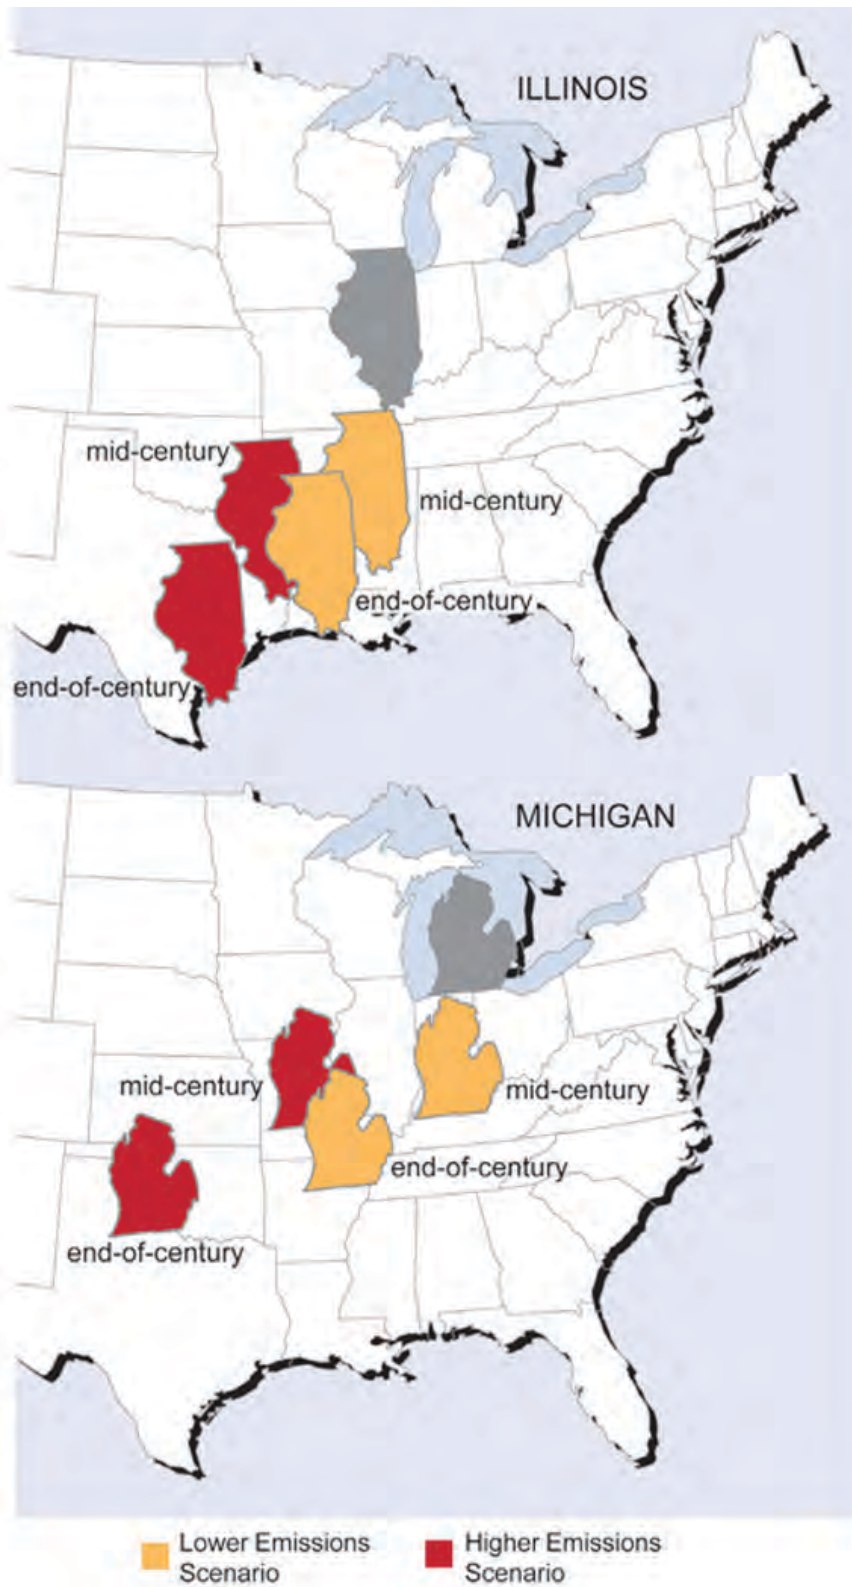 ILLINOIS
mid-century
mid-century
end-of-century
end-of-century
MICHIGAN
mid-century
mid-century
end-of-century
end-of-century
Lower Emissions
Scenario
Higher Emissions
Scenario